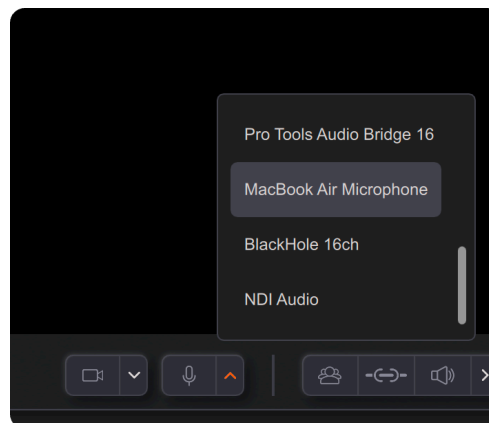 Pro Tools Audio Bridge 16
MacBook Air Microphone
BlackHole 16ch
NDI Audio